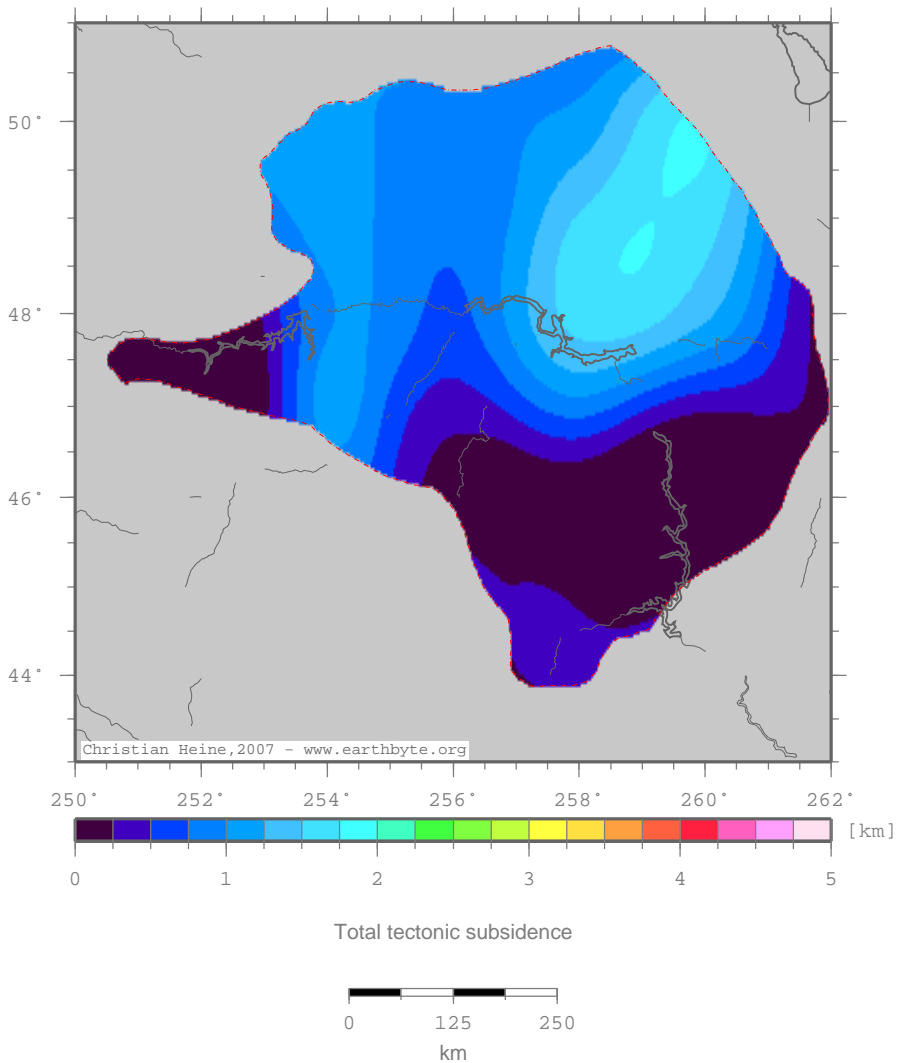 50°
48°
46°
44°
Christian Heine,2007 - www.earthbyte.org
250° 252° 254° 256° 258° 260° 262°
[km]
0 1 2 3 4 5
Total tectonic subsidence
0 125 250
km